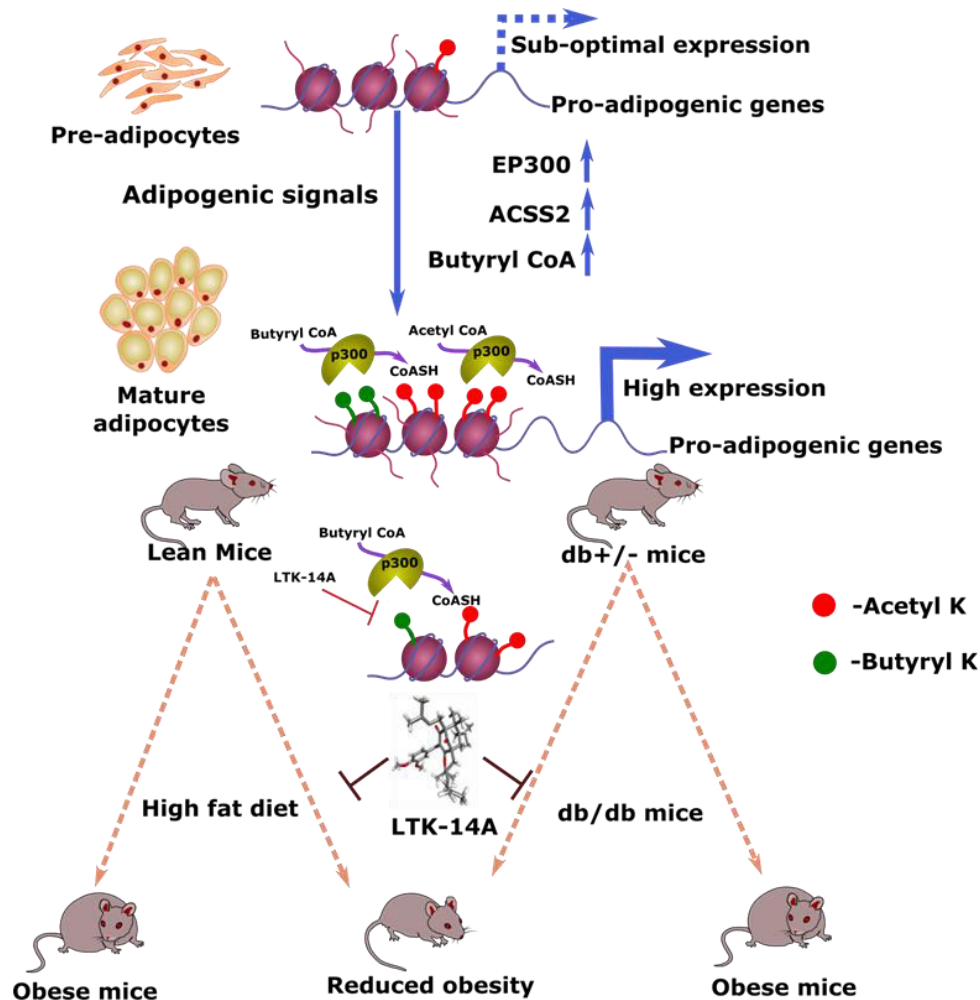 Sub-optimal expression
Pro-adipogenic genes
Pre-adipocytes
EP300
Adipogenic signals
ACSS2
Butyryl CoA
Butyryl CoA
Acetyl CoA
p300
p300
CoASH
CoASH
Mature
adipocytes
High expression
Pro-adipogenic genes
Lean Mice
db+/- mice
Butyryl CoA
p300
LTK-14A
CoASH
-Acetyl K
-Butyryl K
High fat diet
LTK-14A
db/db mice
Obese mice
Reduced obesity
Obese mice